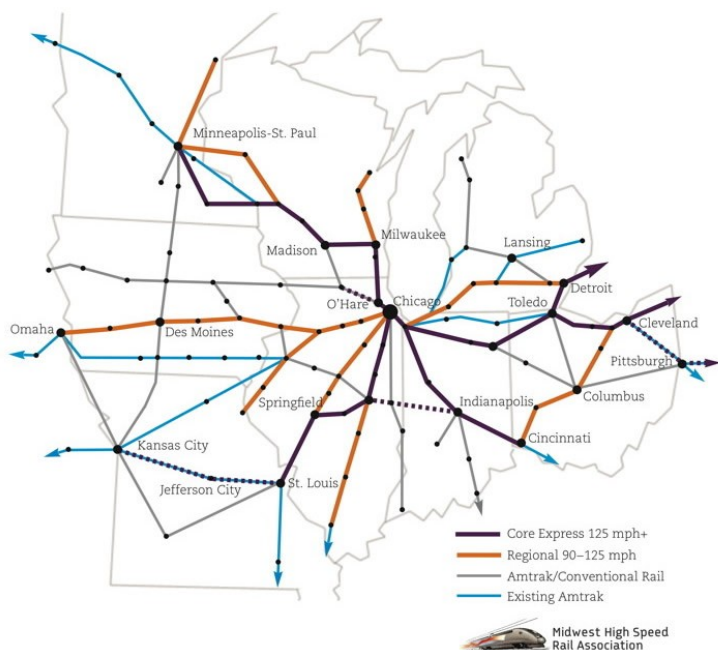 Minneapolis-St. Paul
Madison
Milwaukee
Lansing
O'Hare
Chicago
Detroit
Toledo
Cleveland
Omaha
Des Moines
Pittsburgh
Springfield
Indianapolis
Columbus
Kansas City
Cincinnati
Jefferson City
St. Louis
Core Express 125 mph+
Regional 90–125 mph
Amtrak/Conventional Rail
Existing Amtrak
Midwest High Speed
Rail Association